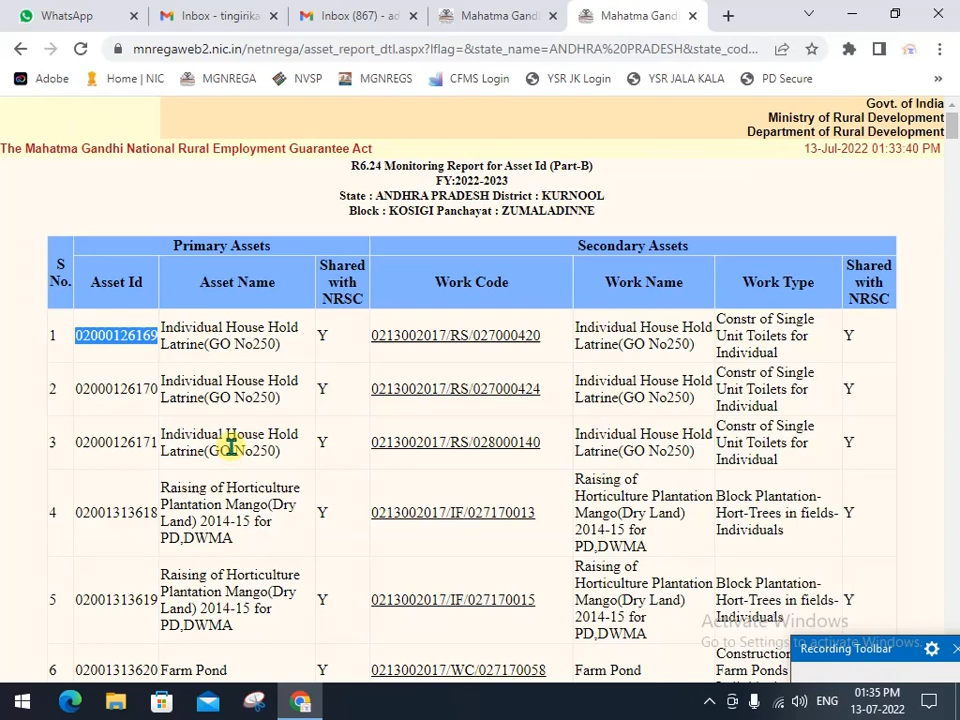 WhatsApp
Inbox - tingirika
Inbox (867) - ad
Mahatma Gandhi
Mahatma Gandhi
mnregaweb2.nic.in/netnrega/asset_report_dtl.aspx?lflag=&state_name=ANDHRA%20PRADESH&state_cod...
Adobe
Home | NIC
MGNREGA
NVSP
MGNREGS
CFMS Login
YSR JK Login
YSR JALA KALA
PD Secure
»
Govt. of India
Ministry of Rural Development
Department of Rural Development
The Mahatma Gandhi National Rural Employment Guarantee Act
13-Jul-2022 01:33:40 PM
R6.24 Monitoring Report for Asset Id (Part-B)
FY:2022-2023
State : ANDHRA PRADESH District : KURNOOL
Block : KOSIGI Panchayat : ZUMALADINNE
S No.
Primary Assets
Secondary Assets
Asset Id
Asset Name
Shared with NRSC
Work Code
Work Name
Work Type
Shared with NRSC
1 02000126169 Individual House Hold Latrine(GO No250) Y 0213002017/RS/027000420 Individual House Hold Latrine(GO No250) Constr of Single Unit Toilets for Individual Y
2 02000126170 Individual House Hold Latrine(GO No250) Y 0213002017/RS/027000424 Individual House Hold Latrine(GO No250) Constr of Single Unit Toilets for Individual Y
3 02000126171 Individual House Hold Latrine(GO No250) Y 0213002017/RS/028000140 Individual House Hold Latrine(GO No250) Constr of Single Unit Toilets for Individual Y
4 02001313618 Raising of Horticulture Plantation Mango(Dry Land) 2014-15 for PD,DWMA Y 0213002017/IF/027170013 Raising of Horticulture Plantation Mango(Dry Land) 2014-15 for PD,DWMA Block Plantation-Hort-Trees in fields-Individuals Y
5 02001313619 Raising of Horticulture Plantation Mango(Dry Land) 2014-15 for PD,DWMA Y 0213002017/IF/027170015 Raising of Horticulture Plantation Mango(Dry Land) 2014-15 for PD,DWMA Block Plantation-Hort-Trees in fields-Individuals Y
6 02001313620 Farm Pond Y 0213002017/WC/027170058 Farm Pond Construction Farm Ponds
Activate Windows
Go to Settings to activate Windows.
Recording Toolbar
ENG
01:35 PM
13-07-2022